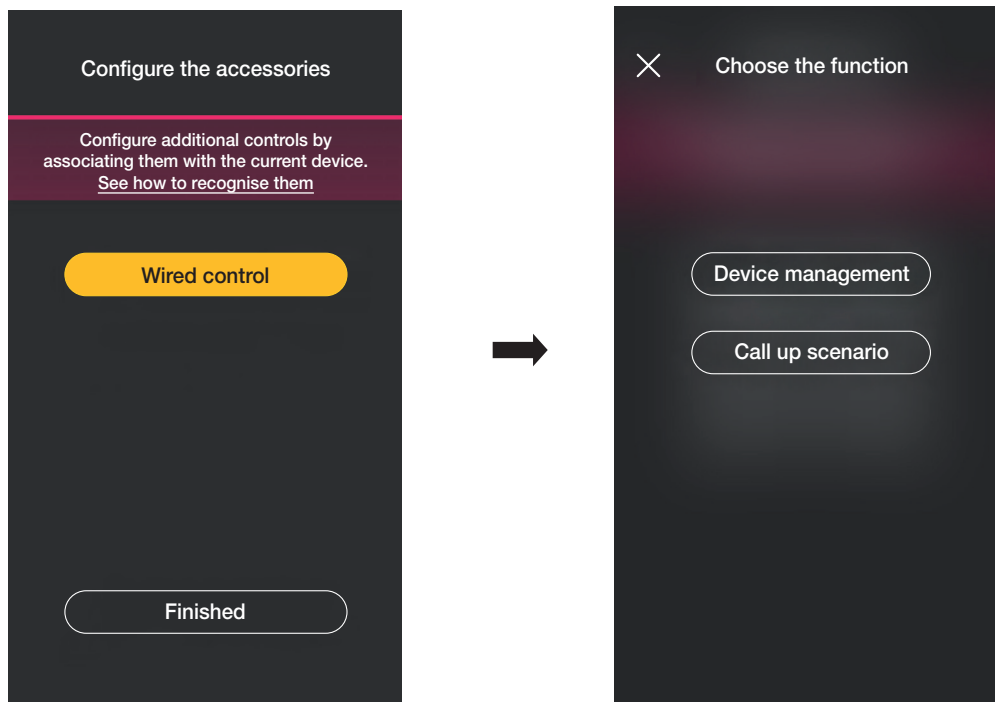 Configure the accessories
Configure additional controls by
associating them with the current device.
See how to recognise them
Wired control
Finished
Choose the function
Device management
Call up scenario